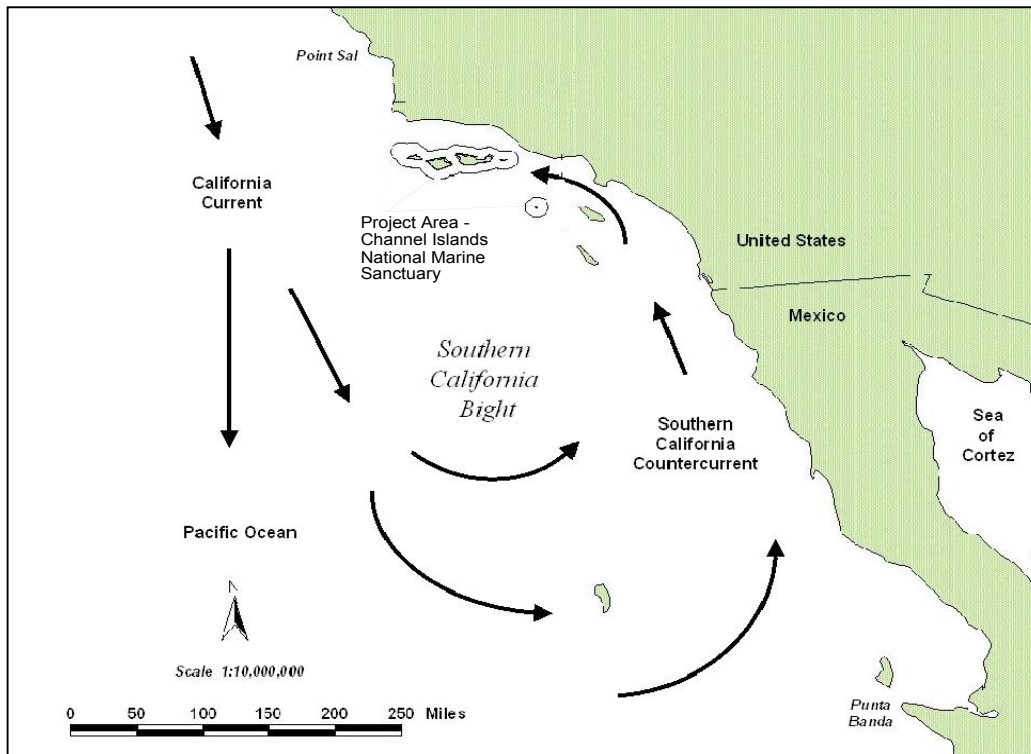 Point Sal
California
Current
Project Area -
Channel Islands
National Marine
Sanctuary
United States
Mexico
Southern
California
Bight
Southern
California
Countercurrent
Sea
of
Cortez
Pacific Ocean
N
Scale 1:10,000,000
0 50 100 150 200 250 Miles
Punta
Banda